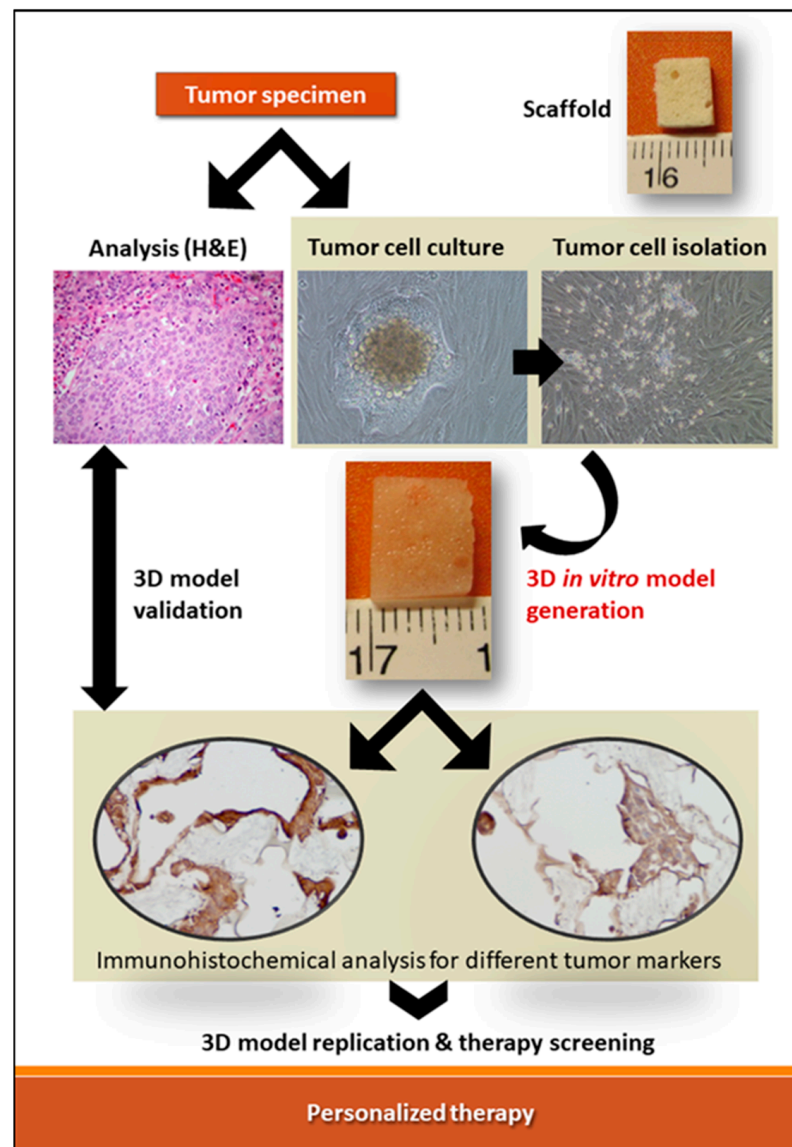 Tumor specimen
Scaffold
16
Analysis (H&E)
Tumor cell culture
Tumor cell isolation
3D model
validation
17 1
3D in vitro model
generation
Immunohistochemical analysis for different tumor markers
3D model replication & therapy screening
Personalized therapy